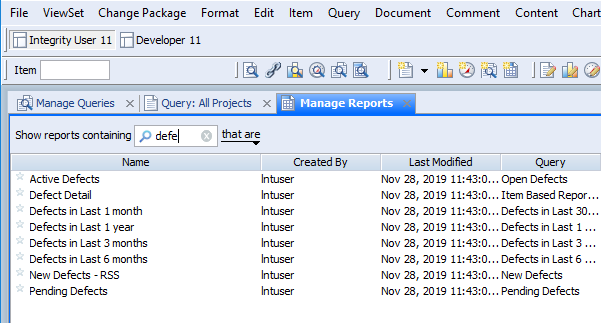 File ViewSet Change Package Format Edit Item Query Document Comment Content Chart
Integrity User 11 Developer 11
Item
Manage Queries Query: All Projects Manage Reports
Show reports containing defe that are
Name Created By Last Modified Query
Active Defects Intuser Nov 28, 2019 11:43:0... Open Defects
Defect Detail Intuser Nov 28, 2019 11:43:0... Item Based Repor...
Defects in Last 1 month Intuser Nov 28, 2019 11:43:0... Defects in Last 30...
Defects in Last 1 year Intuser Nov 28, 2019 11:43:0... Defects in Last 1 ...
Defects in Last 3 months Intuser Nov 28, 2019 11:43:0... Defects in Last 3 ...
Defects in Last 6 months Intuser Nov 28, 2019 11:43:0... Defects in Last 6 ...
New Defects - RSS Intuser Nov 28, 2019 11:43:0... New Defects
Pending Defects Intuser Nov 28, 2019 11:43:0... Pending Defects